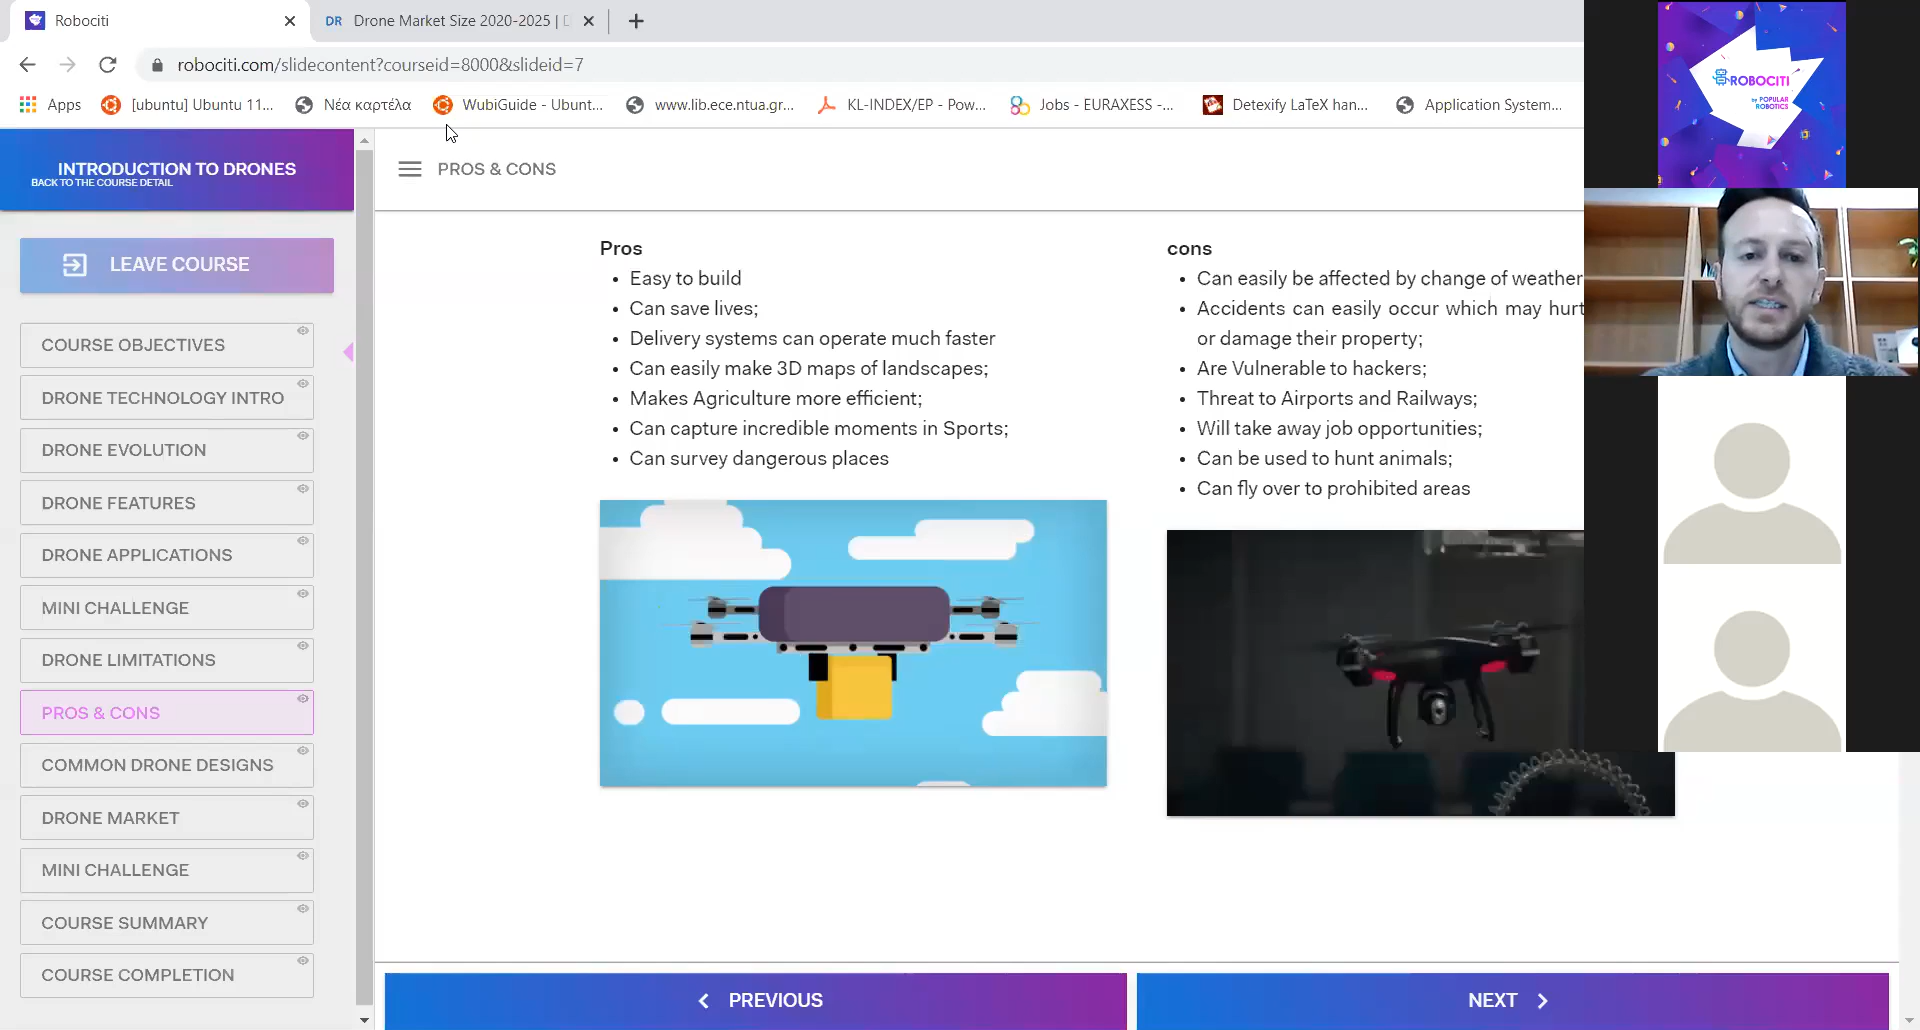 Robociti
DR Drone Market Size 2020-2025 |
robociti.com/slidecontent?courseid=8000&slideid=7
Apps
[ubuntu] Ubuntu 11...
Νέα καρτέλα
WubiGuide - Ubunt...
www.lib.ece.ntua.gr...
KL-INDEX/EP - Pow...
Jobs - EURAXESS -...
Detexify LaTeX han...
Application System...
ROBOCITI
by POPULAR
ROBOTICS
INTRODUCTION TO DRONES
BACK TO THE COURSE DETAIL
LEAVE COURSE
COURSE OBJECTIVES
DRONE TECHNOLOGY INTRO
DRONE EVOLUTION
DRONE FEATURES
DRONE APPLICATIONS
MINI CHALLENGE
DRONE LIMITATIONS
PROS & CONS
COMMON DRONE DESIGNS
DRONE MARKET
MINI CHALLENGE
COURSE SUMMARY
COURSE COMPLETION
PROS & CONS
Pros
• Easy to build
• Can save lives;
• Delivery systems can operate much faster
• Can easily make 3D maps of landscapes;
• Makes Agriculture more efficient;
• Can capture incredible moments in Sports;
• Can survey dangerous places
cons
• Can easily be affected by change of weather
• Accidents can easily occur which may hurt
or damage their property;
• Are Vulnerable to hackers;
• Threat to Airports and Railways;
• Will take away job opportunities;
• Can be used to hunt animals;
• Can fly over to prohibited areas
PREVIOUS
NEXT